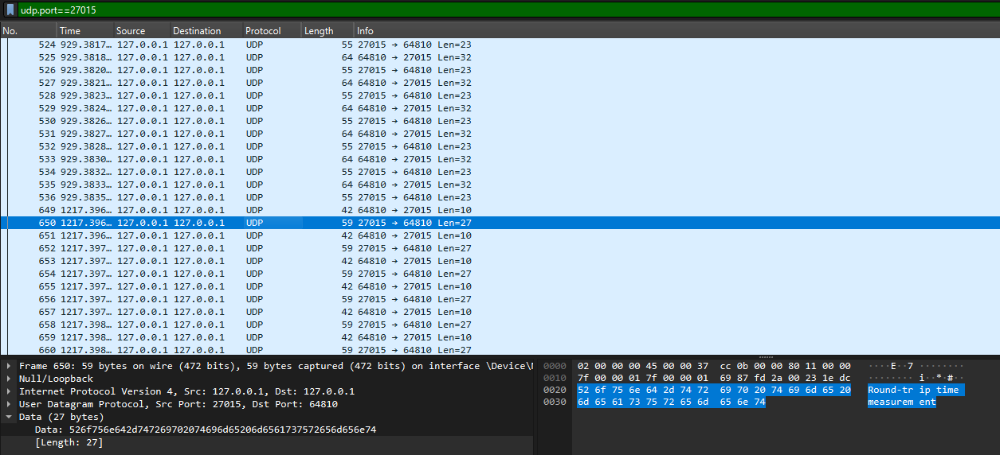 udp.port==27015
No. Time Source Destination Protocol Length Info
524 929.3817… 127.0.0.1 127.0.0.1 UDP 55 27015 → 64810 Len=23
525 929.3818… 127.0.0.1 127.0.0.1 UDP 64 64810 → 27015 Len=32
526 929.3820… 127.0.0.1 127.0.0.1 UDP 55 27015 → 64810 Len=23
527 929.3821… 127.0.0.1 127.0.0.1 UDP 64 64810 → 27015 Len=32
528 929.3823… 127.0.0.1 127.0.0.1 UDP 55 27015 → 64810 Len=23
529 929.3824… 127.0.0.1 127.0.0.1 UDP 64 64810 → 27015 Len=32
530 929.3826… 127.0.0.1 127.0.0.1 UDP 55 27015 → 64810 Len=23
531 929.3827… 127.0.0.1 127.0.0.1 UDP 64 64810 → 27015 Len=32
532 929.3828… 127.0.0.1 127.0.0.1 UDP 55 27015 → 64810 Len=23
533 929.3830… 127.0.0.1 127.0.0.1 UDP 64 64810 → 27015 Len=32
534 929.3832… 127.0.0.1 127.0.0.1 UDP 55 27015 → 64810 Len=23
535 929.3833… 127.0.0.1 127.0.0.1 UDP 64 64810 → 27015 Len=32
536 929.3835… 127.0.0.1 127.0.0.1 UDP 55 27015 → 64810 Len=23
649 1217.396… 127.0.0.1 127.0.0.1 UDP 42 64810 → 27015 Len=10
650 1217.396… 127.0.0.1 127.0.0.1 UDP 59 27015 → 64810 Len=27
651 1217.396… 127.0.0.1 127.0.0.1 UDP 42 64810 → 27015 Len=10
652 1217.397… 127.0.0.1 127.0.0.1 UDP 59 27015 → 64810 Len=27
653 1217.397… 127.0.0.1 127.0.0.1 UDP 42 64810 → 27015 Len=10
654 1217.397… 127.0.0.1 127.0.0.1 UDP 59 27015 → 64810 Len=27
655 1217.397… 127.0.0.1 127.0.0.1 UDP 42 64810 → 27015 Len=10
656 1217.397… 127.0.0.1 127.0.0.1 UDP 59 27015 → 64810 Len=27
657 1217.397… 127.0.0.1 127.0.0.1 UDP 42 64810 → 27015 Len=10
658 1217.398… 127.0.0.1 127.0.0.1 UDP 59 27015 → 64810 Len=27
659 1217.398… 127.0.0.1 127.0.0.1 UDP 42 64810 → 27015 Len=10
660 1217.398… 127.0.0.1 127.0.0.1 UDP 59 27015 → 64810 Len=27
Frame 650: 59 bytes on wire (472 bits), 59 bytes captured (472 bits) on interface \Device\
Null/Loopback
Internet Protocol Version 4, Src: 127.0.0.1, Dst: 127.0.0.1
User Datagram Protocol, Src Port: 27015, Dst Port: 64810
Data (27 bytes)
Data: 526f756e642d747269702074696d65206d6561737572656d656e74
[Length: 27]
0000 02 00 00 00 45 00 00 37 cc 0b 00 00 80 11 00 00 ····E··7 ········
0010 7f 00 00 01 7f 00 00 01 69 87 fd 2a 00 23 1e dc ········ i··*·#··
0020 52 6f 75 6e 64 2d 74 72 69 70 20 74 69 6d 65 20 Round-tr ip time
0030 6d 65 61 73 75 72 65 6d 65 6e 74 measurem ent